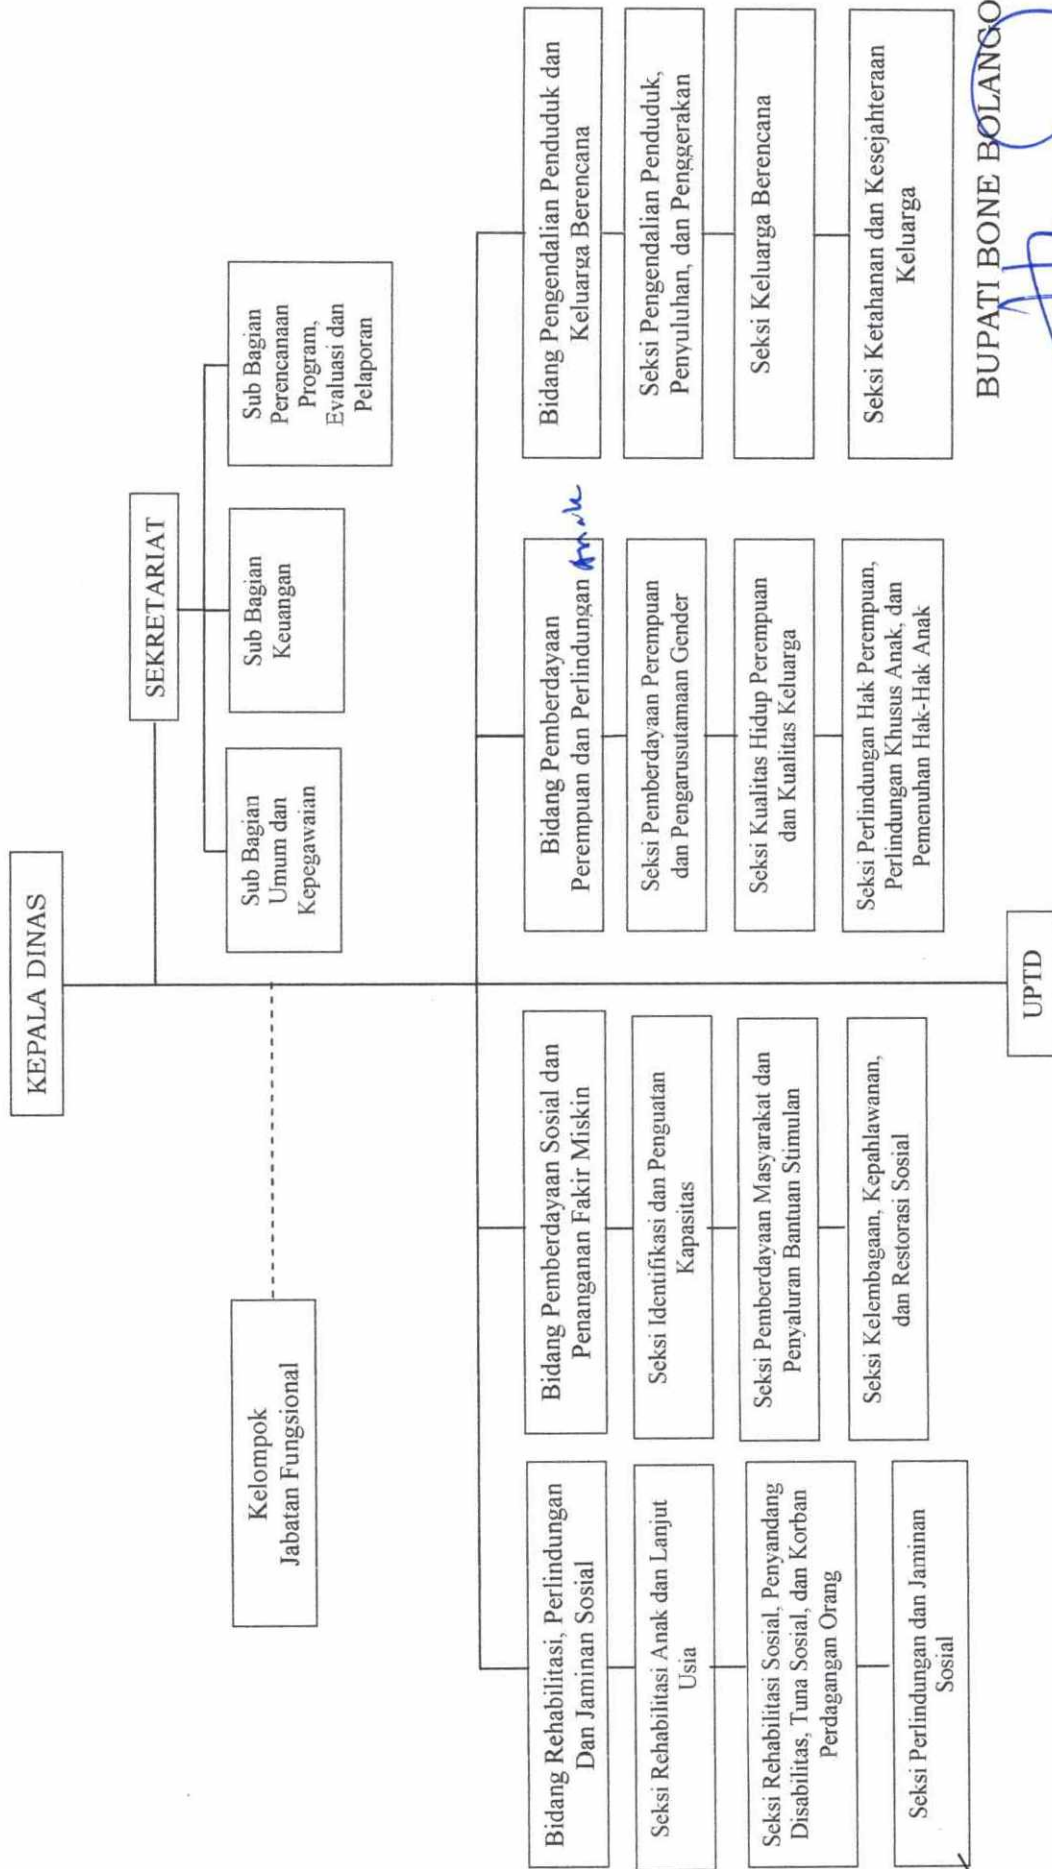 KEPALA DINAS
SEKRETARIAT
Sub Bagian
Umum dan
Kepegawaian
Sub Bagian
Keuangan
Sub Bagian
Perencanaan
Program,
Evaluasi dan
Pelaporan
Kelompok
Jabatan Fungsional
Bidang Rehabilitasi, Perlindungan
Dan Jaminan Sosial
Seksi Rehabilitasi Anak dan Lanjut
Usia
Seksi Rehabilitasi Sosial, Penyandang
Disabilitas, Tuna Sosial, dan Korban
Perdagangan Orang
Seksi Perlindungan dan Jaminan
Sosial
Bidang Pemberdayaan Sosial dan
Penanganan Fakir Miskin
Seksi Identifikasi dan Penguatan
Kapasitas
Seksi Pemberdayaan Masyarakat dan
Penyaluran Bantuan Stimulan
Seksi Kelembagaan, Kepahlawanan,
dan Restorasi Sosial
Bidang Pemberdayaan
Perempuan dan Perlindungan Anak
Seksi Pemberdayaan Perempuan
dan Pengarusutamaan Gender
Seksi Kualitas Hidup Perempuan
dan Kualitas Keluarga
Seksi Perlindungan Hak Perempuan,
Perlindungan Khusus Anak, dan
Pemenuhan Hak-Hak Anak
Bidang Pengendalian Penduduk dan
Keluarga Berencana
Seksi Pengendalian Penduduk,
Penyuluhan, dan Penggerakan
Seksi Keluarga Berencana
Seksi Ketahanan dan Kesejahteraan
Keluarga
UPTD
BUPATI BONE BOLANGO